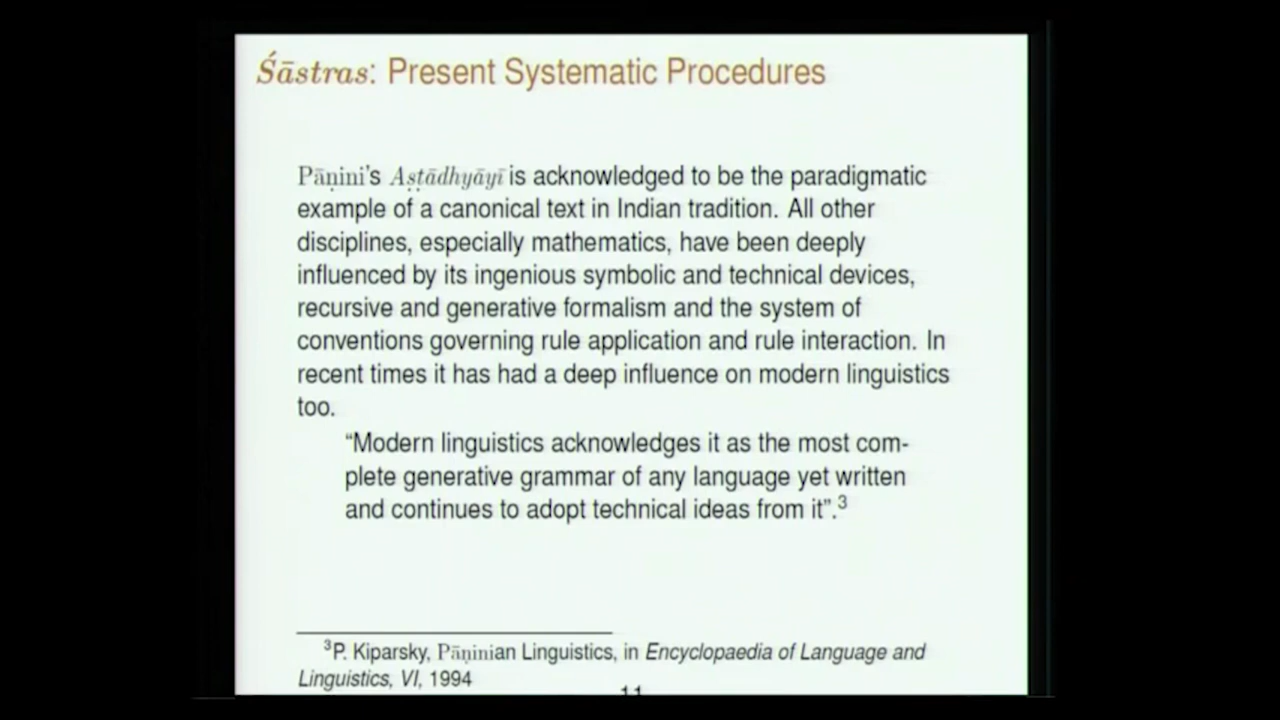 Śāstras: Present Systematic Procedures
Pāṇini's Aṣṭādhyāyī is acknowledged to be the paradigmatic
example of a canonical text in Indian tradition. All other
disciplines, especially mathematics, have been deeply
influenced by its ingenious symbolic and technical devices,
recursive and generative formalism and the system of
conventions governing rule application and rule interaction. In
recent times it has had a deep influence on modern linguistics
too.
“Modern linguistics acknowledges it as the most com-
plete generative grammar of any language yet written
and continues to adopt technical ideas from it”.3
3P. Kiparsky, Pāṇinian Linguistics, in Encyclopaedia of Language and
Linguistics, VI, 1994
11